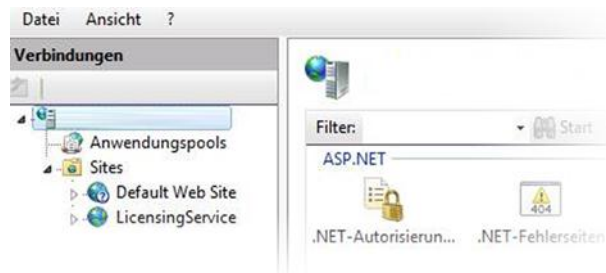 Datei Ansicht ?
Verbindungen
Anwendungspools
Sites
Default Web Site
LicensingService
Filter: Start
ASP.NET
404
.NET-Autorisierun... .NET-Fehlerseiten